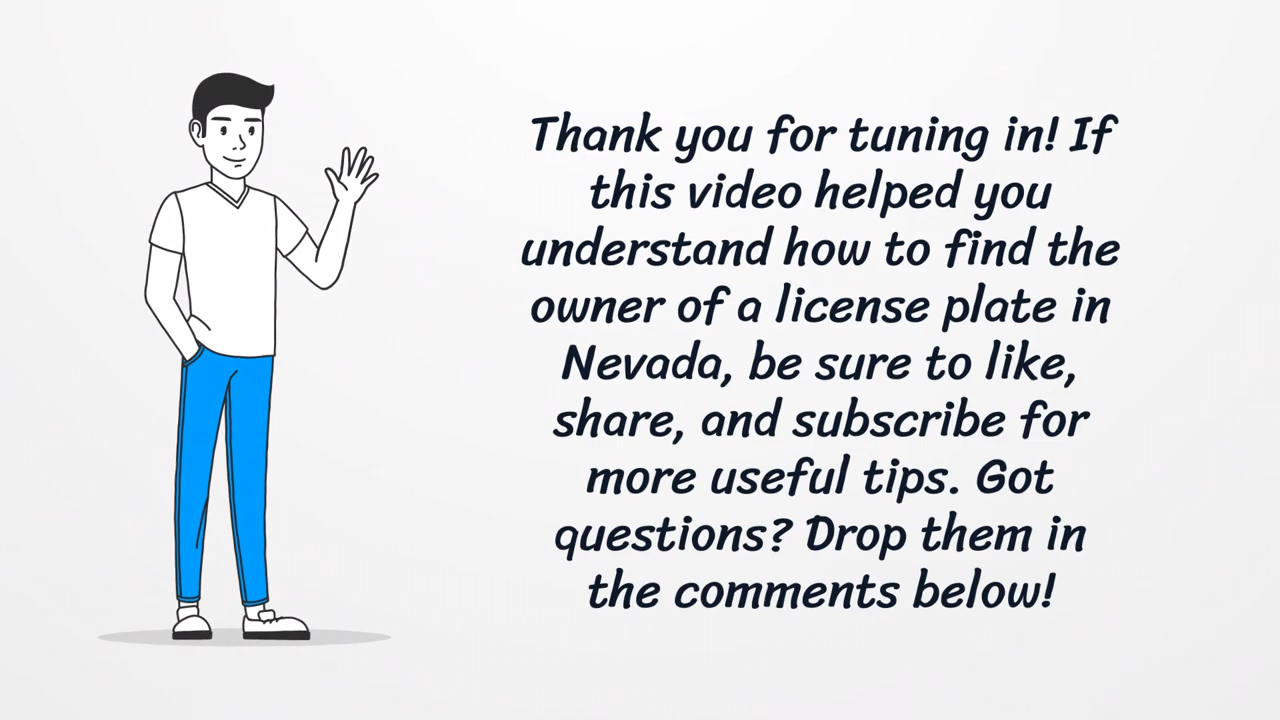 Thank you for tuning in! If
this video helped you
understand how to find the
owner of a license plate in
Nevada, be sure to like,
share, and subscribe for
more useful tips. Got
questions? Drop them in
the comments below!